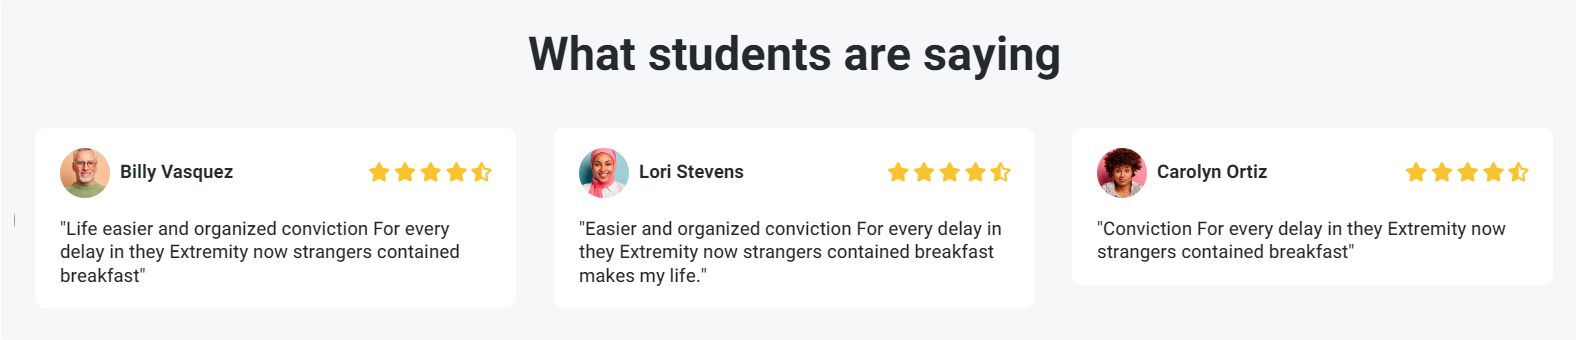 What students are saying
Billy Vasquez
"Life easier and organized conviction For every
delay in they Extremity now strangers contained
breakfast"
Lori Stevens
"Easier and organized conviction For every delay in
they Extremity now strangers contained breakfast
makes my life."
Carolyn Ortiz
"Conviction For every delay in they Extremity now
strangers contained breakfast"